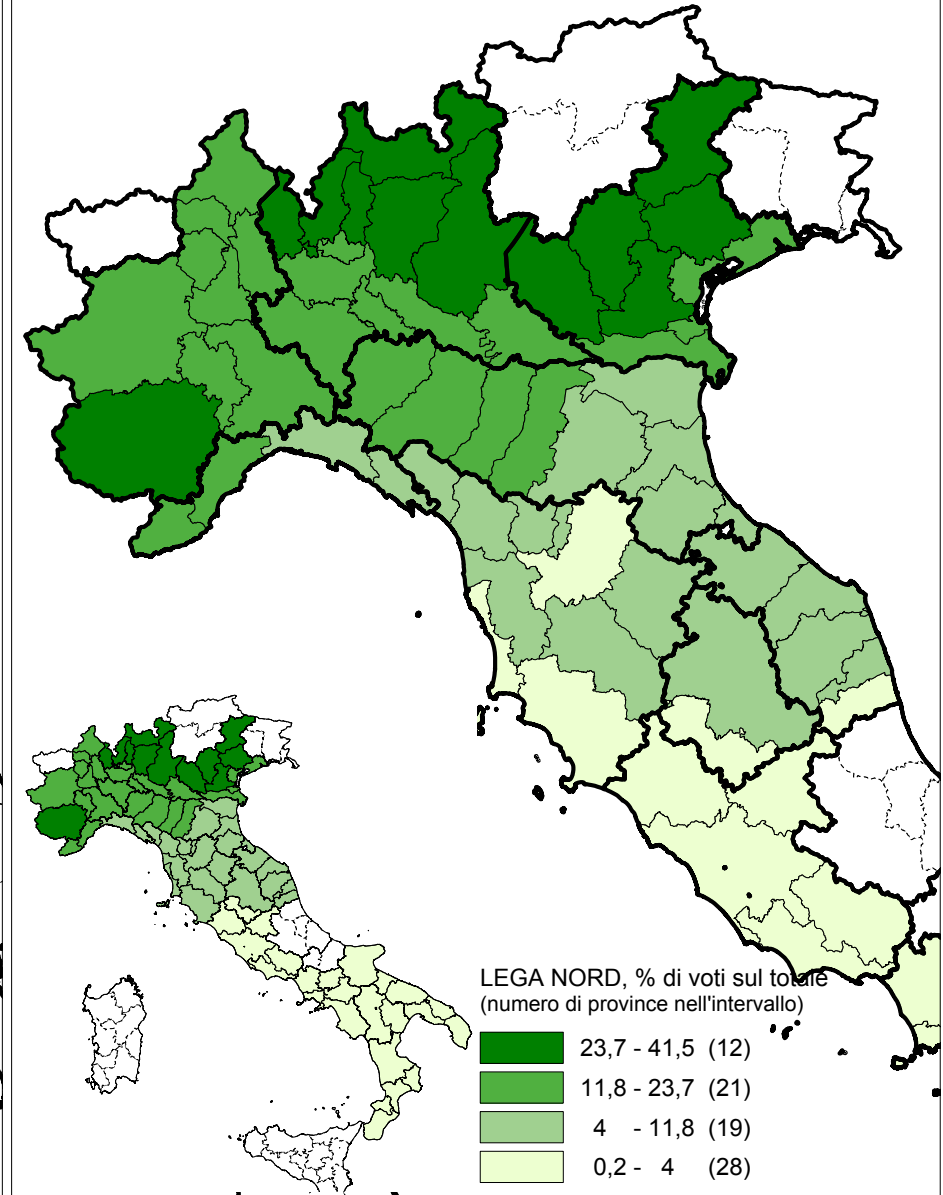 LEGA NORD, % di voti sul totale
(numero di province nell'intervallo)
23,7 - 41,5 (12)
11,8 - 23,7 (21)
4 - 11,8 (19)
0,2 - 4 (28)